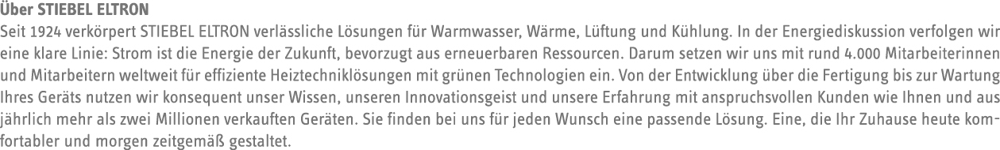 Über STIEBEL ELTRON
Seit 1924 verkörpert STIEBEL ELTRON verlässliche Lösungen für Warmwasser, Wärme, Lüftung und Kühlung. In der Energiediskussion verfolgen wir
eine klare Linie: Strom ist die Energie der Zukunft, bevorzugt aus erneuerbaren Ressourcen. Darum setzen wir uns mit rund 4.000 Mitarbeiterinnen
und Mitarbeitern weltweit für effiziente Heiztechniklösungen mit grünen Technologien ein. Von der Entwicklung über die Fertigung bis zur Wartung
Ihres Geräts nutzen wir konsequent unser Wissen, unseren Innovationsgeist und unsere Erfahrung mit anspruchsvollen Kunden wie Ihnen und aus
jährlich mehr als zwei Millionen verkauften Geräten. Sie finden bei uns für jeden Wunsch eine passende Lösung. Eine, die Ihr Zuhause heute kom-
fortabler und morgen zeitgemäß gestaltet.